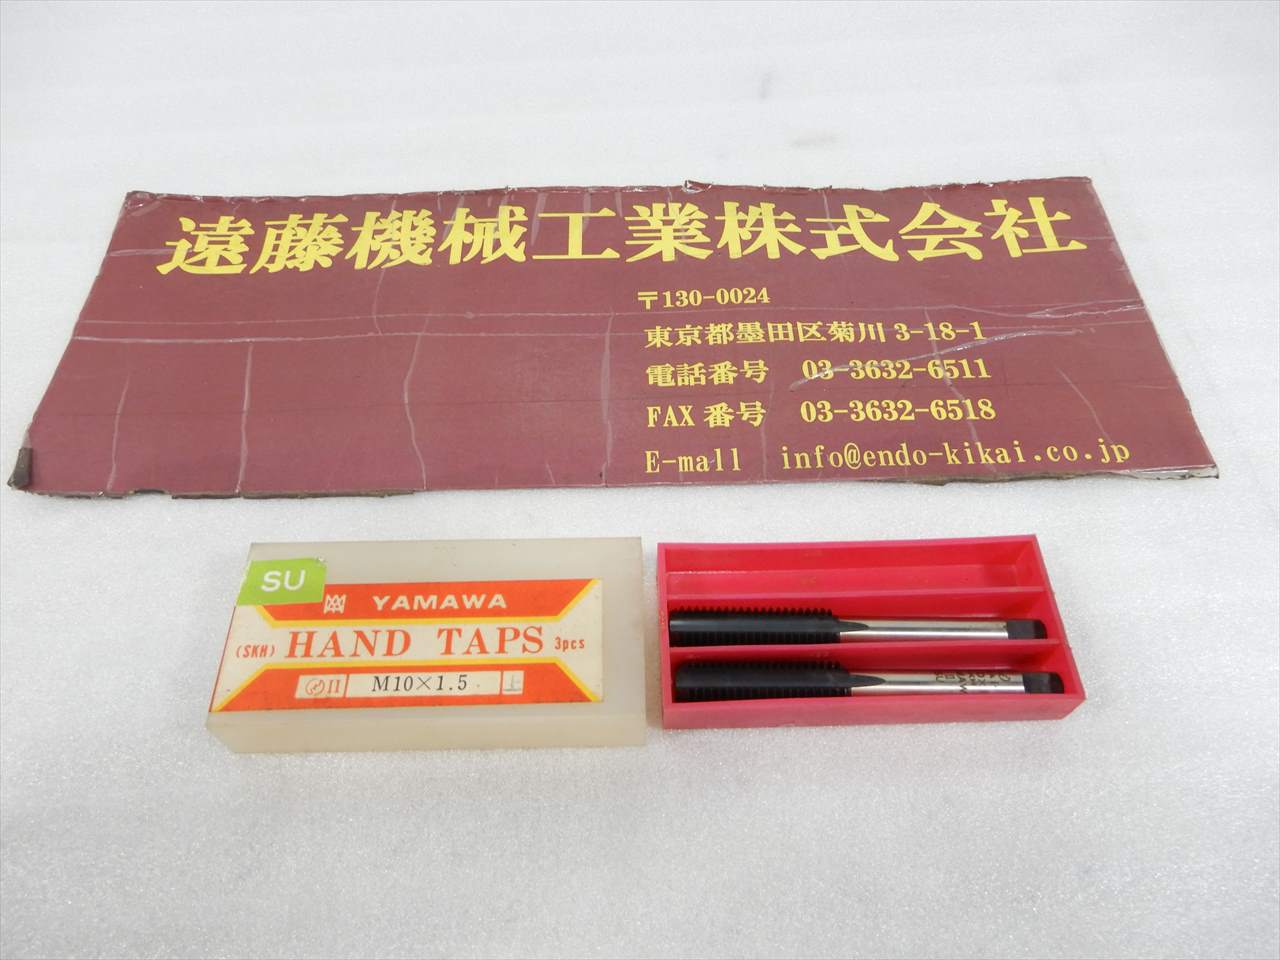 遠藤機械工業株式会社
〒130-0024
東京都墨田区菊川 3-18-1
電話番号 03-3632-6511
FAX 番号 03-3632-6518
E-mall info@endo-kikai.co.jp
SU
YAMAWA
(SKH) HAND TAPS 3pcs
II M10×1.5 上